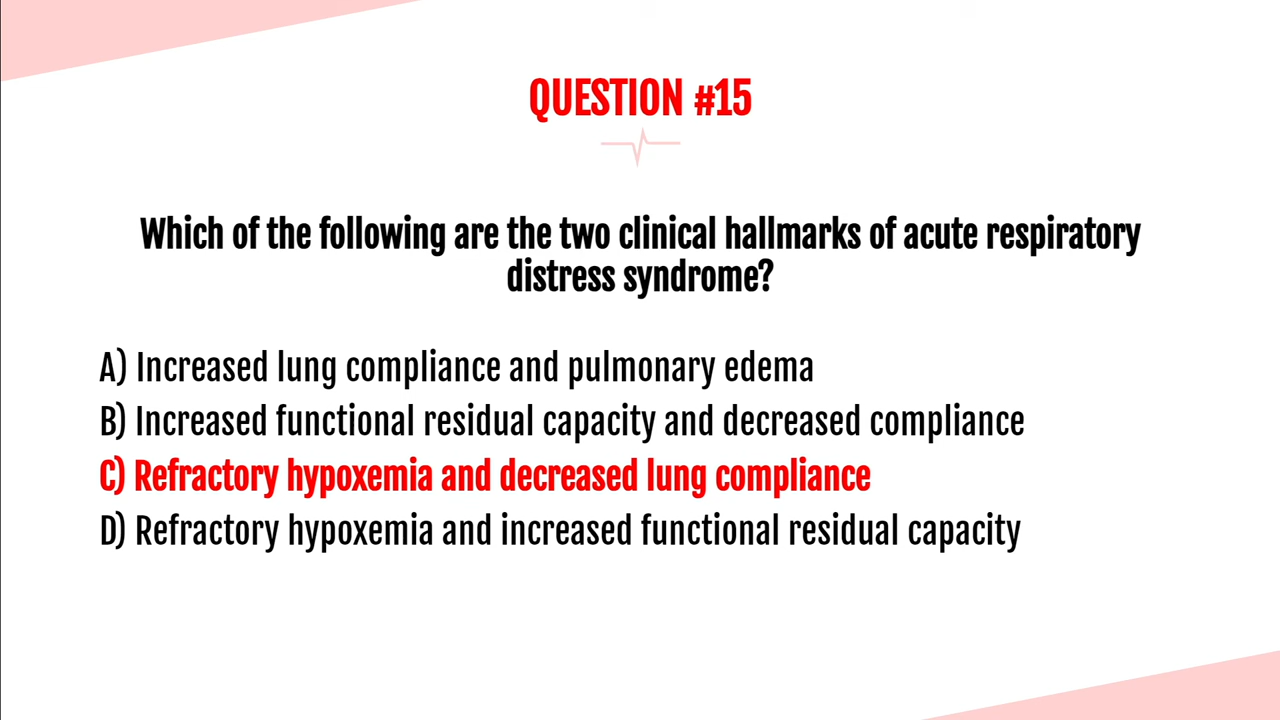 QUESTION #15
Which of the following are the two clinical hallmarks of acute respiratory
distress syndrome?
A) Increased lung compliance and pulmonary edema
B) Increased functional residual capacity and decreased compliance
C) Refractory hypoxemia and decreased lung compliance
D) Refractory hypoxemia and increased functional residual capacity